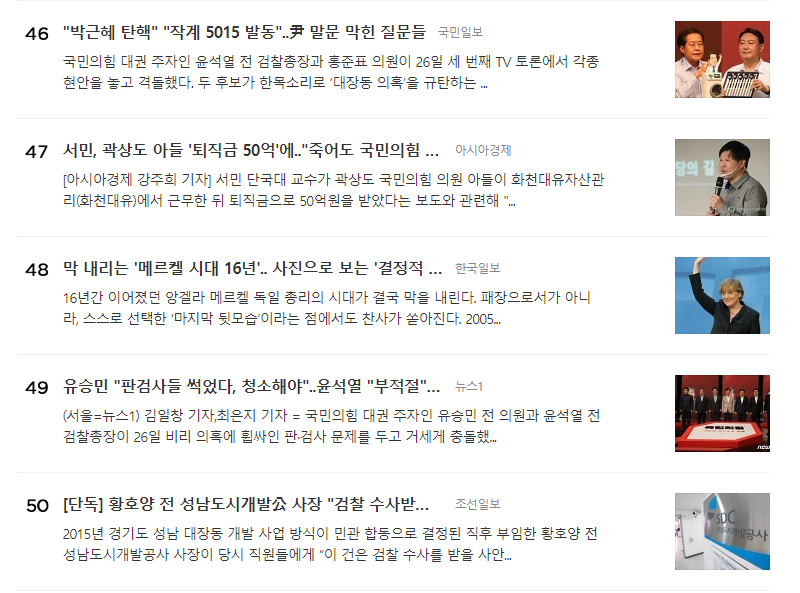 46 "박근혜 탄핵" "작계 5015 발동"..尹 말문 막힌 질문들 국민일보
국민의힘 대권 주자인 윤석열 전 검찰총장과 홍준표 의원이 26일 세 번째 TV 토론에서 각종
현안을 놓고 격돌했다. 두 후보가 한목소리로 ‘대장동 의혹’을 규탄하는 ...
47 서민, 곽상도 아들 '퇴직금 50억'에.."죽어도 국민의힘 ... 아시아경제
[아시아경제 강주희 기자] 서민 단국대 교수가 곽상도 국민의힘 의원 아들이 화천대유자산관
리(화천대유)에서 근무한 뒤 퇴직금으로 50억원을 받았다는 보도와 관련해 "...
당의 길
48 막 내리는 '메르켈 시대 16년'.. 사진으로 보는 '결정적 ... 한국일보
16년간 이어졌던 앙겔라 메르켈 독일 총리의 시대가 결국 막을 내린다. 패장으로서가 아니
라, 스스로 선택한 ‘마지막 뒷모습’이라는 점에서도 찬사가 쏟아진다. 2005...
49 유승민 "판검사들 썩었다, 청소해야"..윤석열 "부적절"... 뉴스1
(서울=뉴스1) 김일창 기자,최은지 기자 = 국민의힘 대권 주자인 유승민 전 의원과 윤석열 전
검찰총장이 26일 비리 의혹에 휩싸인 판·검사 문제를 두고 거세게 충돌했...
50 [단독] 황호양 전 성남도시개발公 사장 "검찰 수사받... 조선일보
2015년 경기도 성남 대장동 개발 사업 방식이 민관 합동으로 결정된 직후 부임한 황호양 전
성남도시개발공사 사장이 당시 직원들에게 “이 건은 검찰 수사를 받을 사안...
SDC